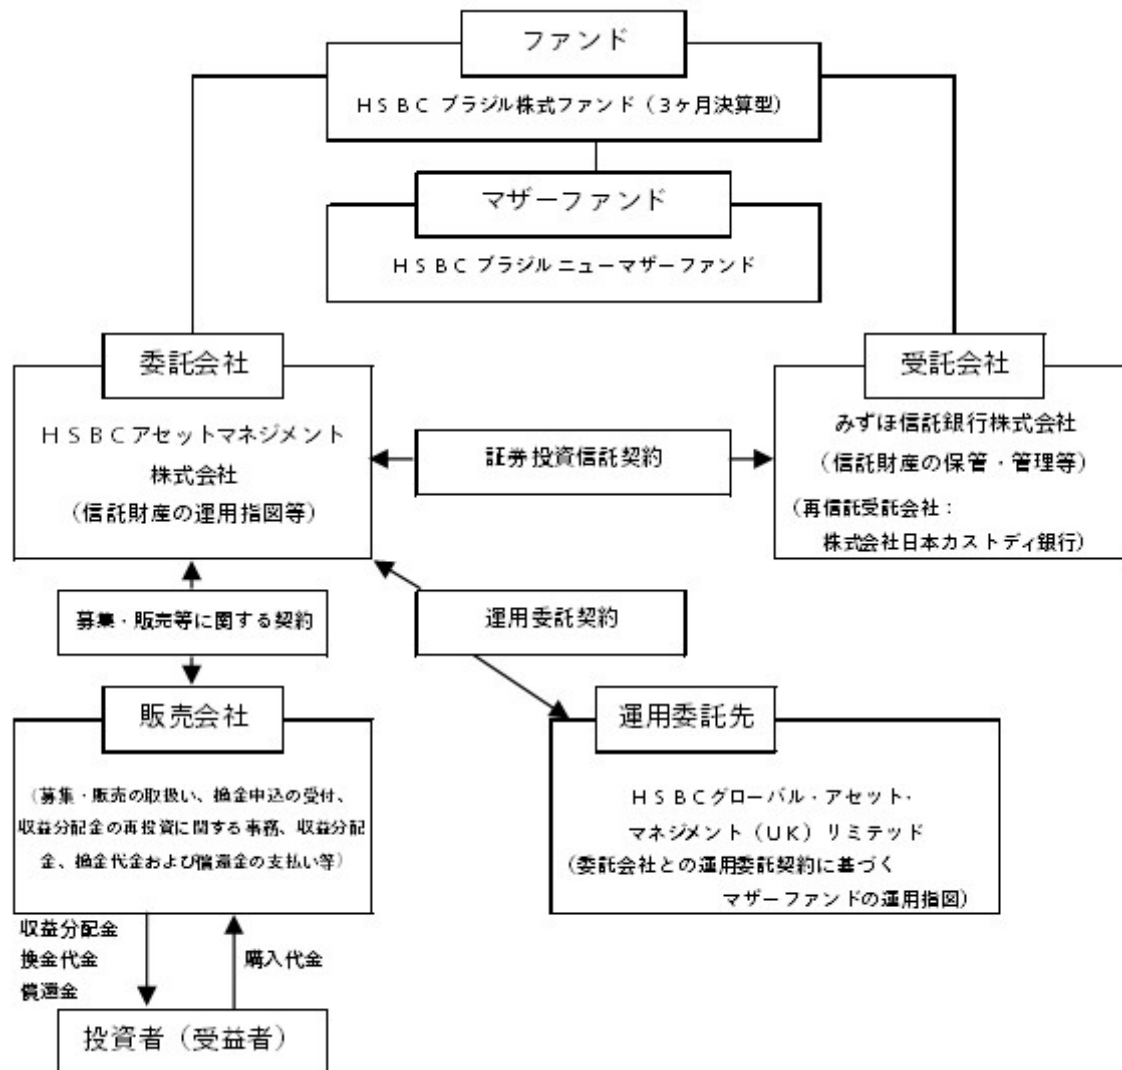 ファンド
HSBC ブラジル株式ファンド（3ヶ月決算型）
マザーファンド
HSBC ブラジル ニューマザーファンド
委託会社
HSBCアセットマネジメント
株式会社
（信託財産の運用指図等）
証券投資信託契約
受託会社
みずほ信託銀行株式会社
（信託財産の保管・管理等）
（再信託受託会社：
株式会社日本カストディ銀行）
募集・販売等に関する契約
運用委託契約
販売会社
（募集・販売の取扱い、換金申込の受付、
収益分配金の再投資に関する事務、収益分配
金、換金代金および償還金の支払い等）
運用委託先
HSBCグローバル・アセット・
マネジメント（UK）リミテッド
（委託会社との運用委託契約に基づく
マザーファンドの運用指図）
収益分配金
換金代金
償還金
購入代金
投資者（受益者）